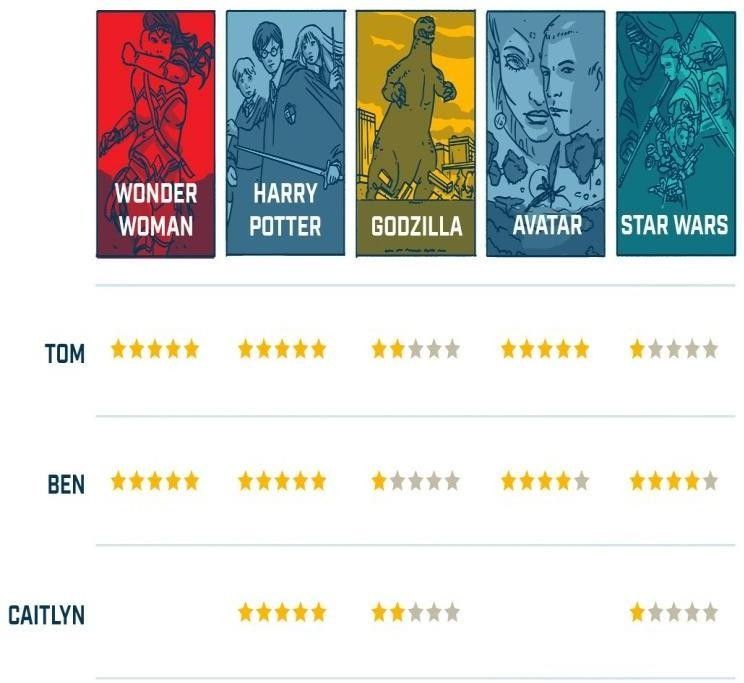 WONDER
WOMAN
HARRY
POTTER
GODZILLA
AVATAR
STAR WARS
TOM
BEN
CAITLYN